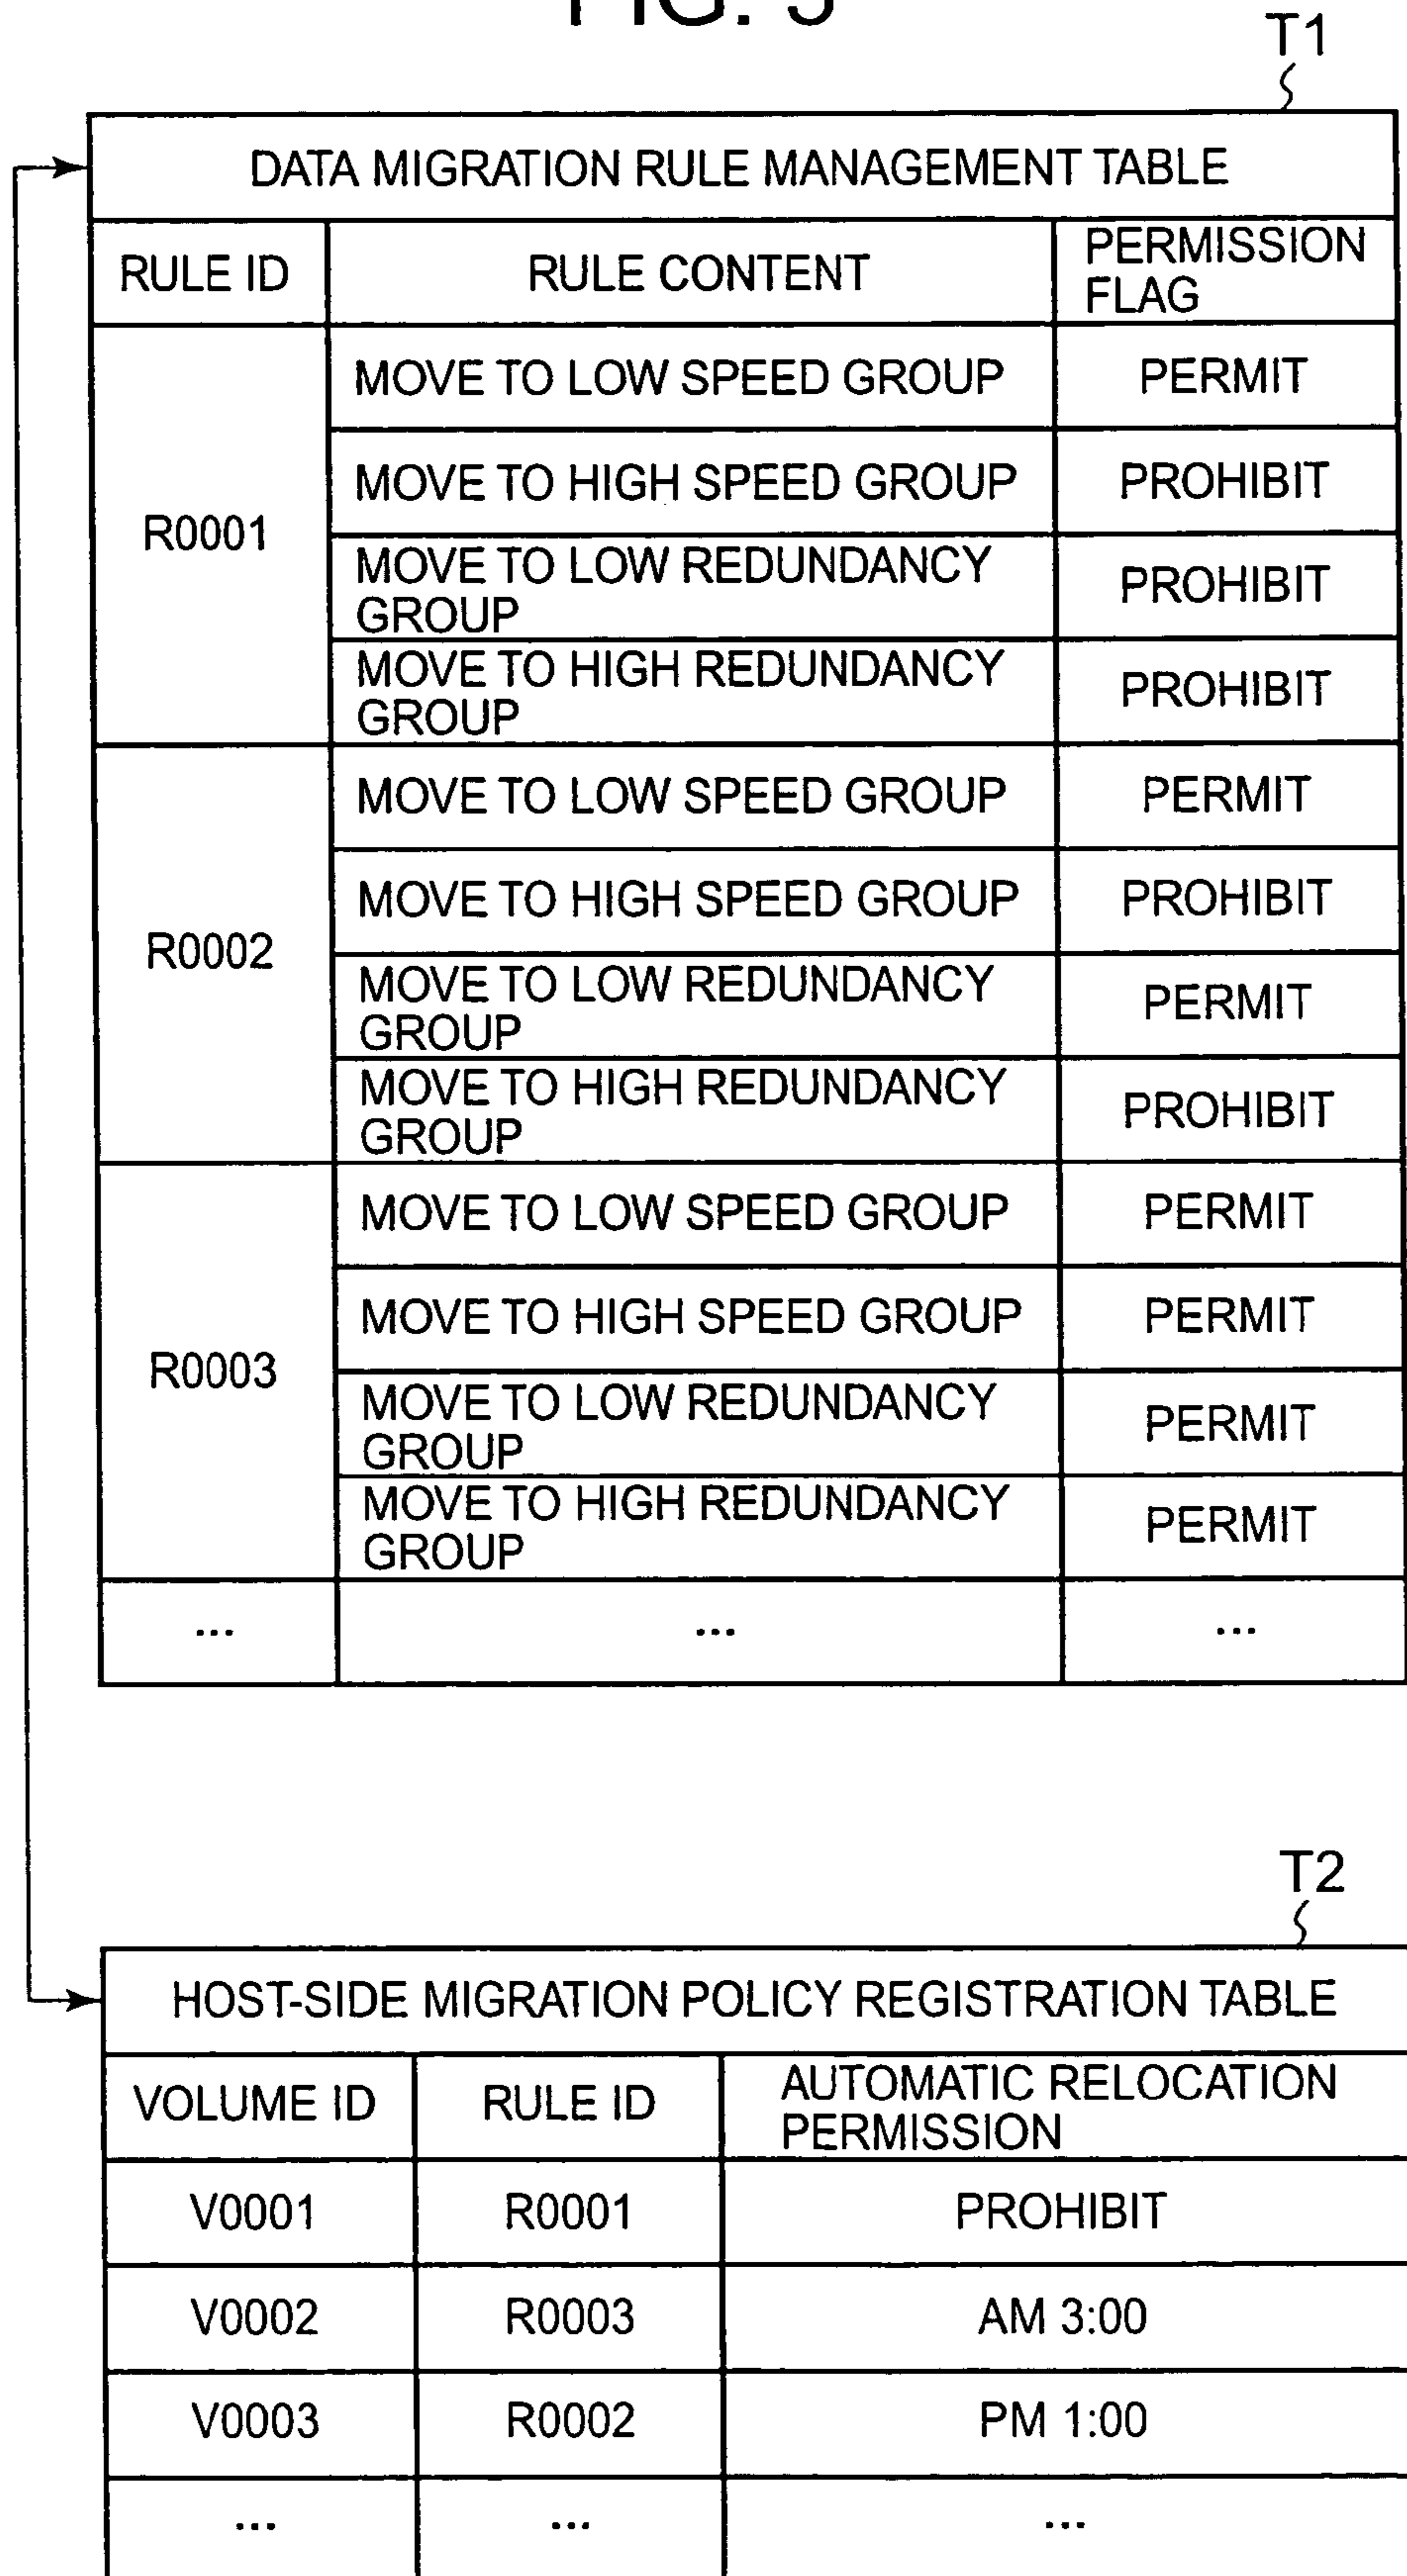 FIG. 5
T1
DATA MIGRATION RULE MANAGEMENT TABLE
RULE ID
RULE CONTENT
PERMISSION
FLAG
R0001
MOVE TO LOW SPEED GROUP
PERMIT
MOVE TO HIGH SPEED GROUP
PROHIBIT
MOVE TO LOW REDUNDANCY
GROUP
PROHIBIT
MOVE TO HIGH REDUNDANCY
GROUP
PROHIBIT
R0002
MOVE TO LOW SPEED GROUP
PERMIT
MOVE TO HIGH SPEED GROUP
PROHIBIT
MOVE TO LOW REDUNDANCY
GROUP
PERMIT
MOVE TO HIGH REDUNDANCY
GROUP
PROHIBIT
R0003
MOVE TO LOW SPEED GROUP
PERMIT
MOVE TO HIGH SPEED GROUP
PERMIT
MOVE TO LOW REDUNDANCY
GROUP
PERMIT
MOVE TO HIGH REDUNDANCY
GROUP
PERMIT
... ... ...
T2
HOST-SIDE MIGRATION POLICY REGISTRATION TABLE
VOLUME ID
RULE ID
AUTOMATIC RELOCATION
PERMISSION
V0001 R0001 PROHIBIT
V0002 R0003 AM 3:00
V0003 R0002 PM 1:00
... ... ...